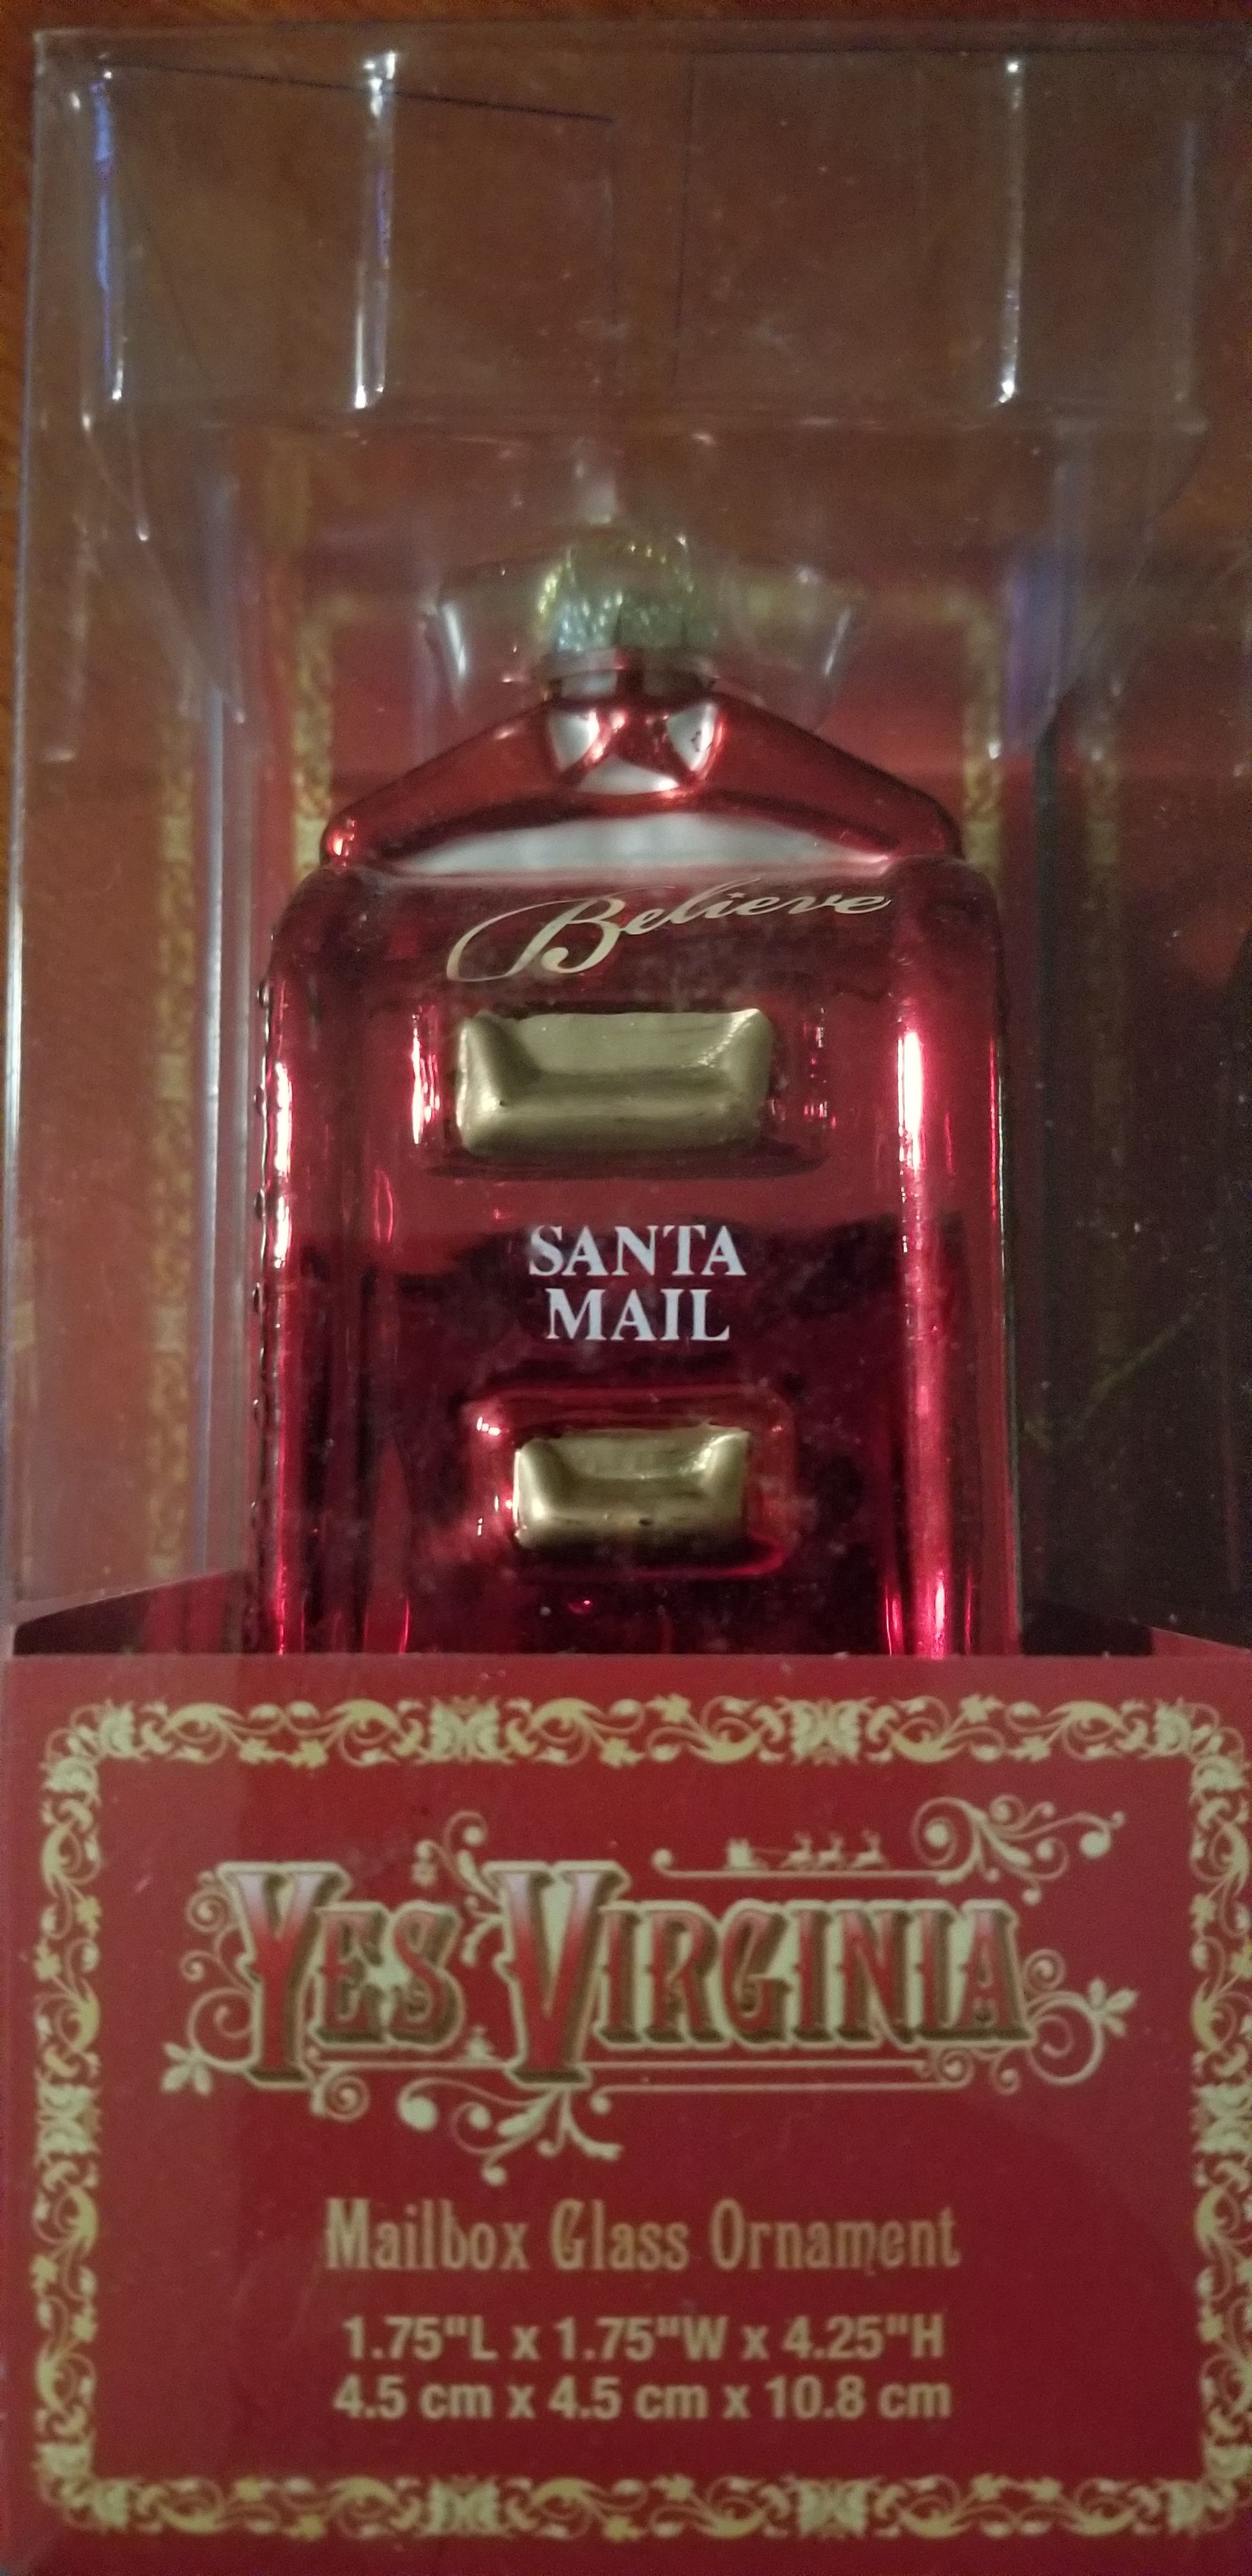 Believe
SANTA
MAIL
YES, VIRGINIA
Mailbox Glass Ornament
1.75"L x 1.75"W x 4.25"H
4.5 cm x 4.5 cm x 10.8 cm